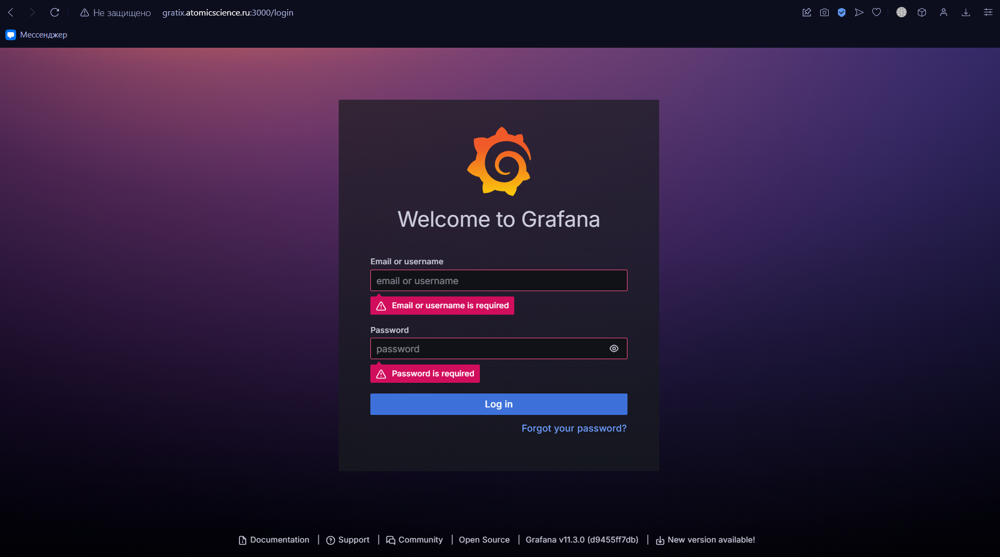 Не защищено gratix.atomicscience.ru:3000/login
Мессенджер
Welcome to Grafana
Email or username
email or username
Email or username is required
Password
password
Password is required
Log in
Forgot your password?
Documentation | Support | Community | Open Source | Grafana v11.3.0 (d9455ff7db) | New version available!